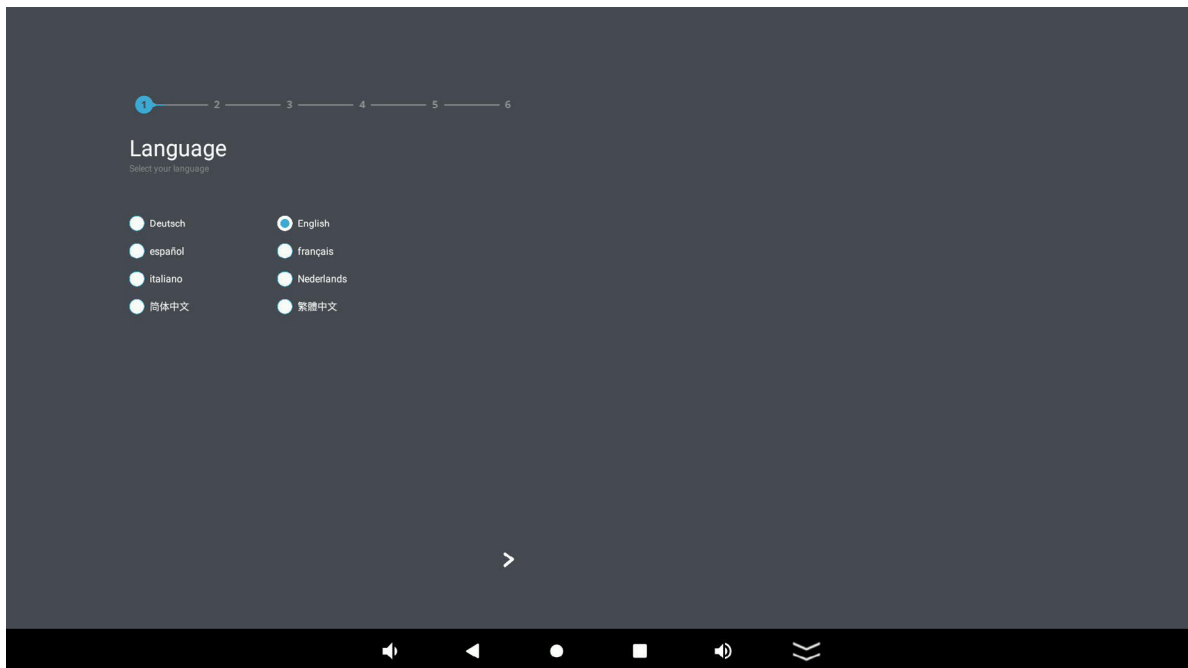 1 2 3 4 5 6
Language
Select your language
Deutsch English
español français
italiano Nederlands
简体中文 繁體中文